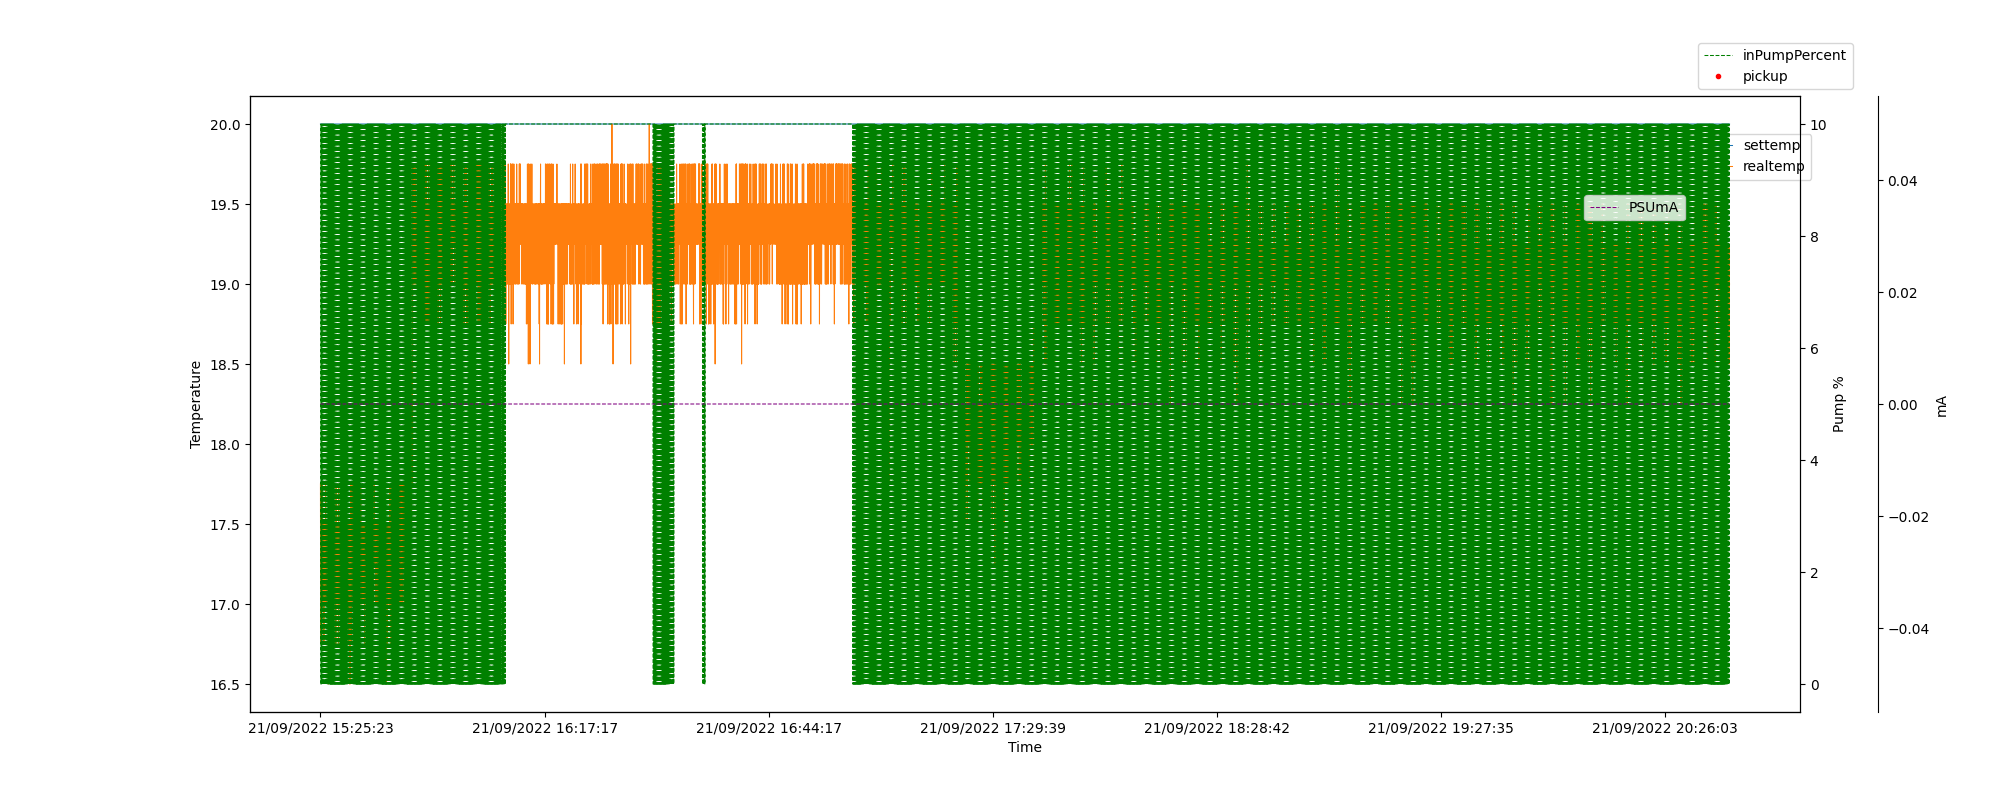 inPumpPercent
pickup
settemp
realtemp
PSUmA
20.0
19.5
19.0
18.5
18.0
17.5
17.0
16.5
Temperature
10
8
6
4
2
0
Pump %
0.04
0.02
0.00
−0.02
−0.04
mA
21/09/2022 15:25:23
21/09/2022 16:17:17
21/09/2022 16:44:17
21/09/2022 17:29:39
21/09/2022 18:28:42
21/09/2022 19:27:35
21/09/2022 20:26:03
Time